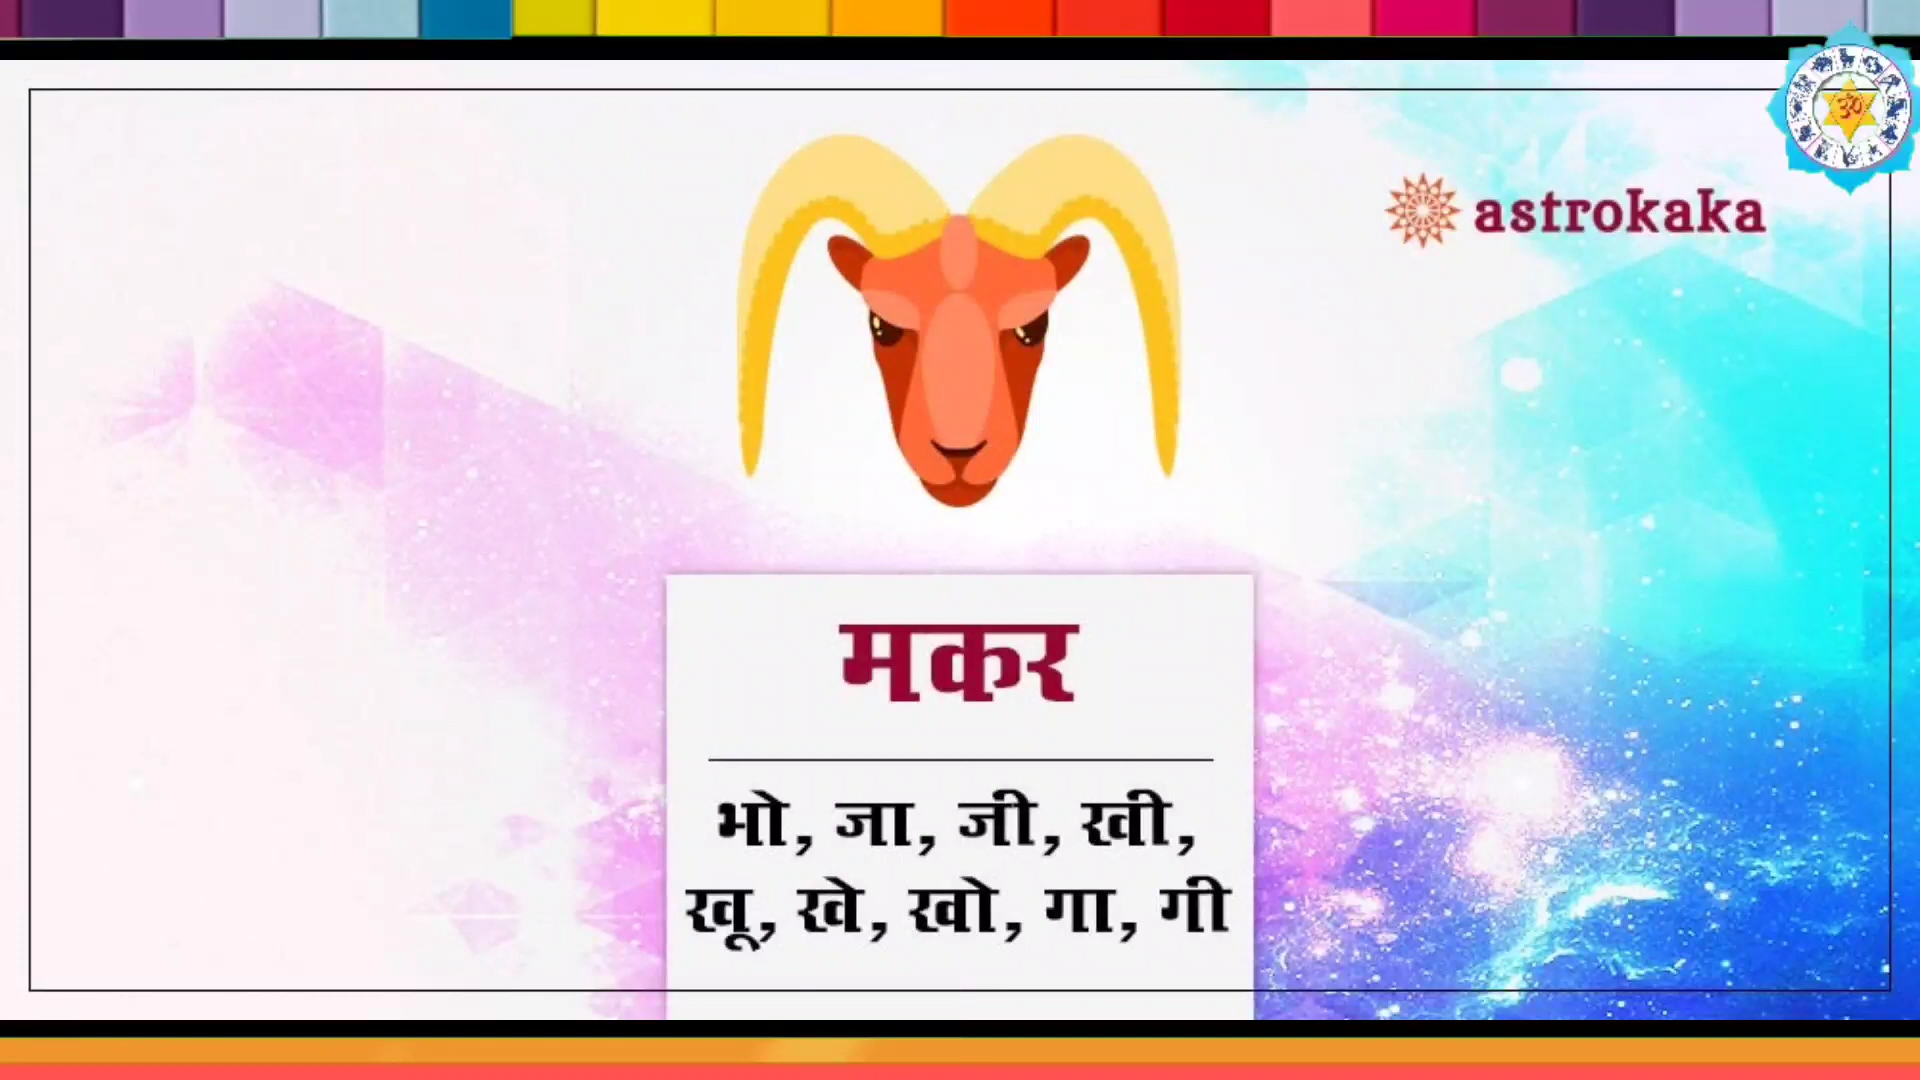 ॐ
astrokaka
मकर
भो, जा, जी, खी,
खू, खे, खो, गा, गी